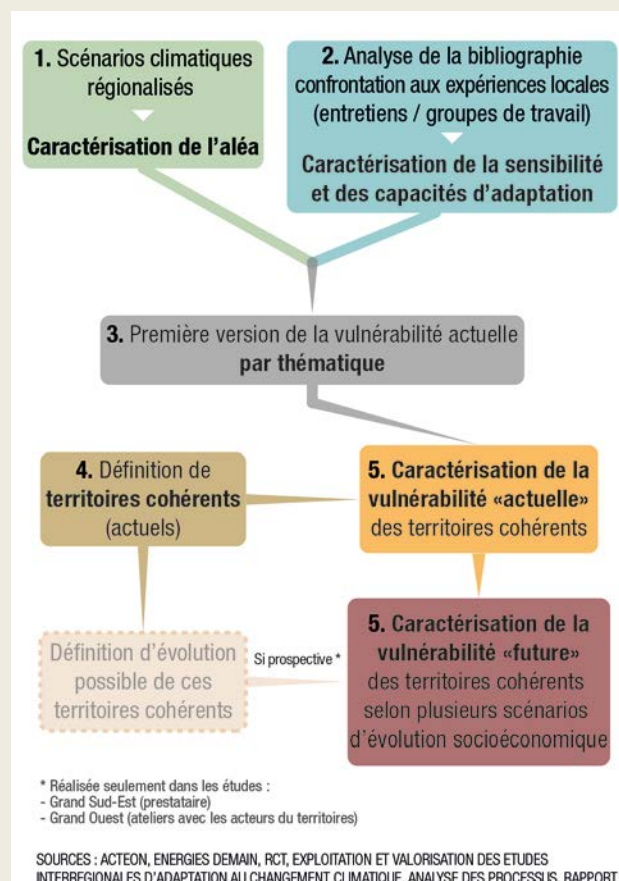 1. Scénarios climatiques
régionalisés
Caractérisation de l'aléa
2. Analyse de la bibliographie
confrontation aux expériences locales
(entretiens / groupes de travail)
Caractérisation de la sensibilité
et des capacités d'adaptation
3. Première version de la vulnérabilité actuelle
par thématique
4. Définition de
territoires cohérents
(actuels)
5. Caractérisation de la
vulnérabilité «actuelle»
des territoires cohérents
Définition d'évolution
possible de ces
territoires cohérents
Si prospective *
5. Caractérisation de la
vulnérabilité «future»
des territoires cohérents
selon plusieurs scénarios
d'évolution socioéconomique
* Réalisée seulement dans les études :
- Grand Sud-Est (prestataire)
- Grand Ouest (ateliers avec les acteurs du territoires)
SOURCES : ACTEON, ENERGIES DEMAIN, RCT, EXPLOITATION ET VALORISATION DES ETUDES
INTERREGIONALES D'ADAPTATION AU CHANGEMENT CLIMATIQUE, ANALYSE DES PROCESSUS, RAPPORT